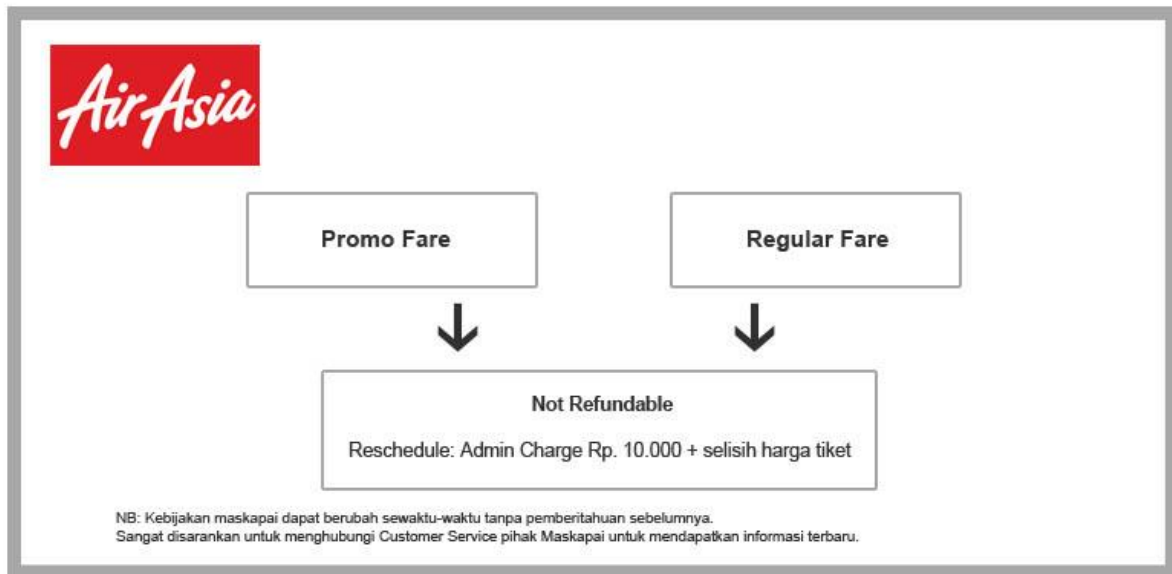 AirAsia
Promo Fare
Regular Fare
Not Refundable
Reschedule: Admin Charge Rp. 10.000 + selisih harga tiket
NB: Kebijakan maskapai dapat berubah sewaktu-waktu tanpa pemberitahuan sebelumnya.
Sangat disarankan untuk menghubungi Customer Service pihak Maskapai untuk mendapatkan informasi terbaru.